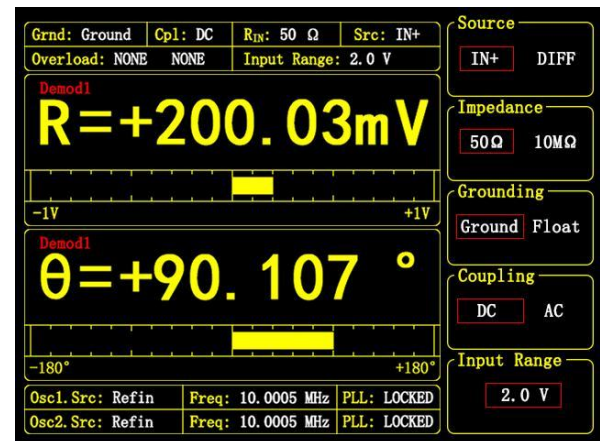 Grnd: Ground Cpl: DC R_IN: 50 Ω Src: IN+
Overload: NONE NONE Input Range: 2.0 V
Demod1
R=+200.03mV
-1V +1V
Demod1
θ=+90.107 °
-180° +180°
Osc1.Src: Refin Freq: 10.0005 MHz PLL: LOCKED
Osc2.Src: Refin Freq: 10.0005 MHz PLL: LOCKED
Source
IN+ DIFF
Impedance
50Ω 10MΩ
Grounding
Ground Float
Coupling
DC AC
Input Range
2.0 V